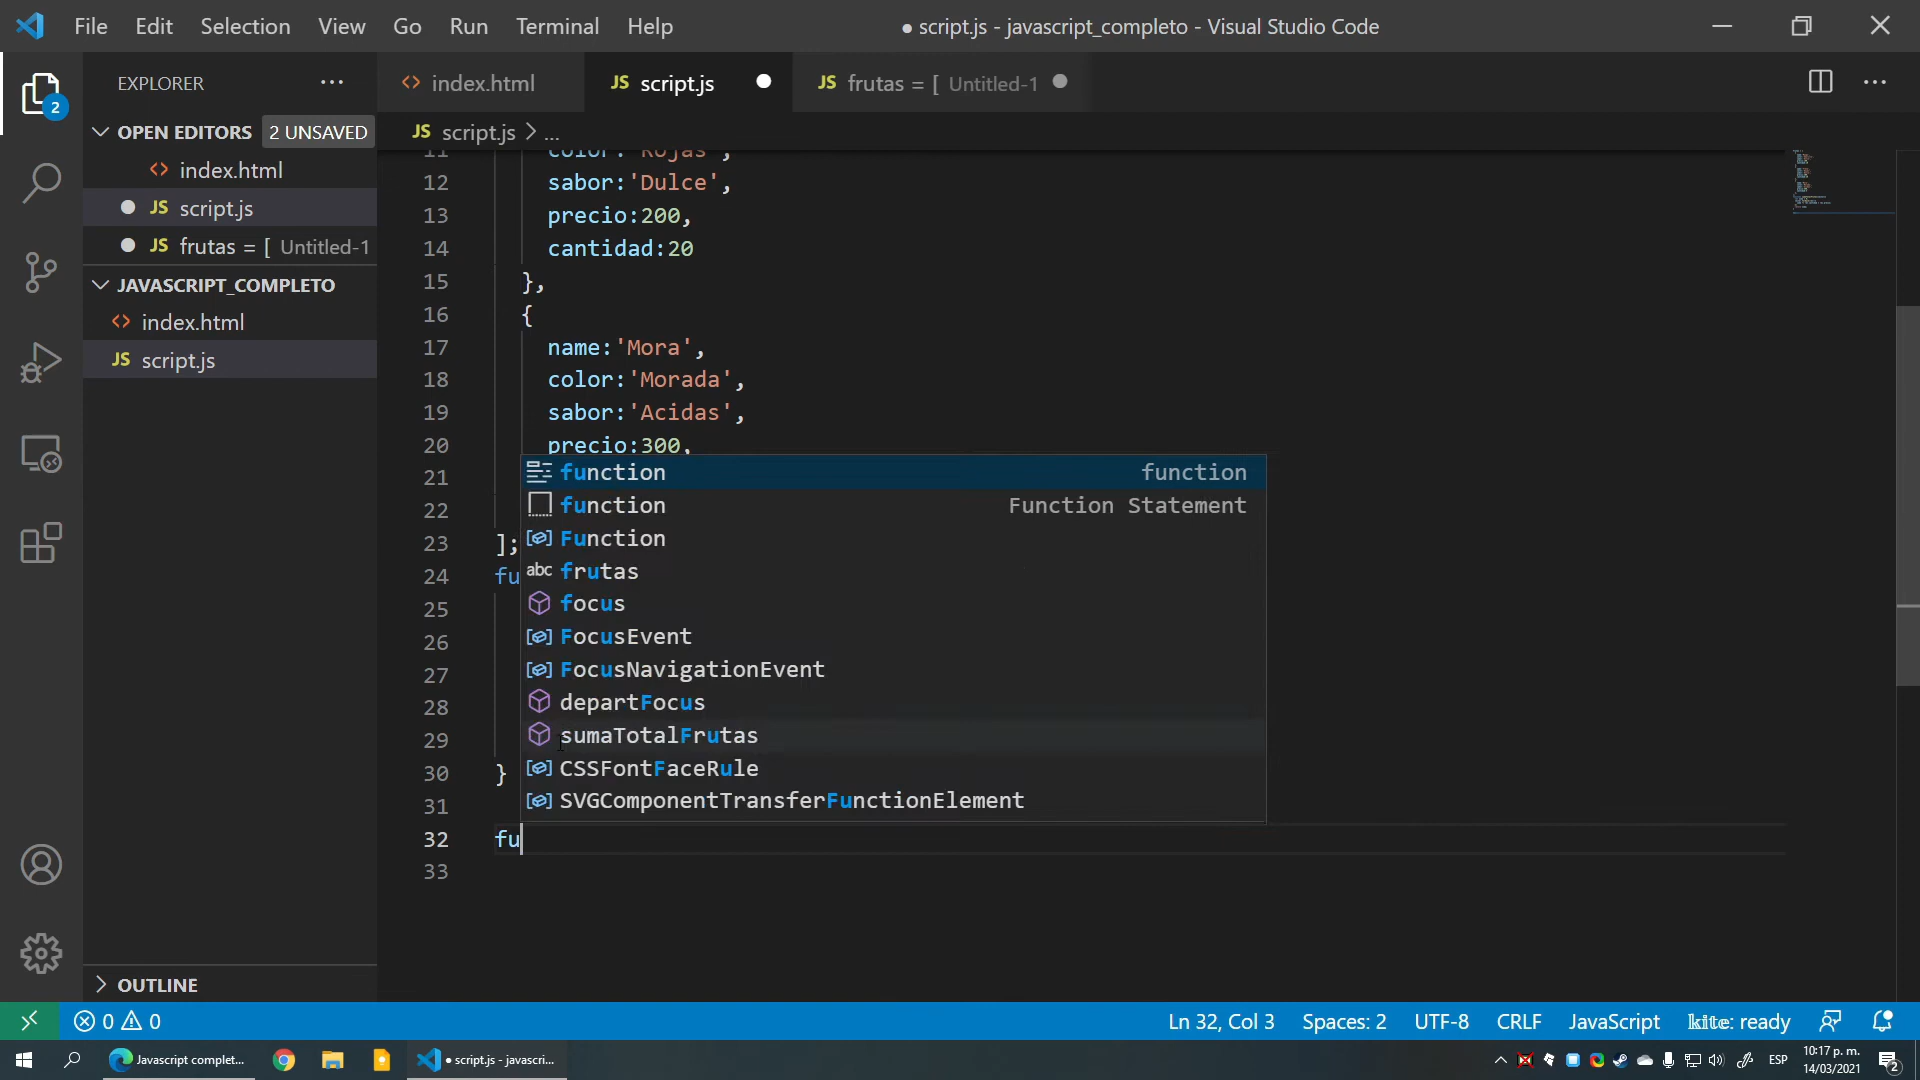 File Edit Selection View Go Run Terminal Help
● script.js - javascript_completo - Visual Studio Code
EXPLORER
OPEN EDITORS 2 UNSAVED
index.html
JS script.js
JS frutas = [ Untitled-1
JAVASCRIPT_COMPLETO
index.html
JS script.js
OUTLINE
2
index.html
JS script.js
JS frutas = [ Untitled-1
JS script.js > ...
11 color:'Rojas',
12 sabor:'Dulce',
13 precio:200,
14 cantidad:20
15 },
16 {
17 name:'Mora',
18 color:'Morada',
19 sabor:'Acidas',
20 precio:300,
21
22
23 ];
24 fu
25
26
27
28
29
30 }
31
32 fu
33
function function
function Function Statement
Function
abc frutas
focus
FocusEvent
FocusNavigationEvent
departFocus
sumaTotalFrutas
CSSFontFaceRule
SVGComponentTransferFunctionElement
0 0
Ln 32, Col 3 Spaces: 2 UTF-8 CRLF JavaScript kite: ready
Javascript complet...
● script.js - javascri...
ESP
10:17 p. m.
14/03/2021
2